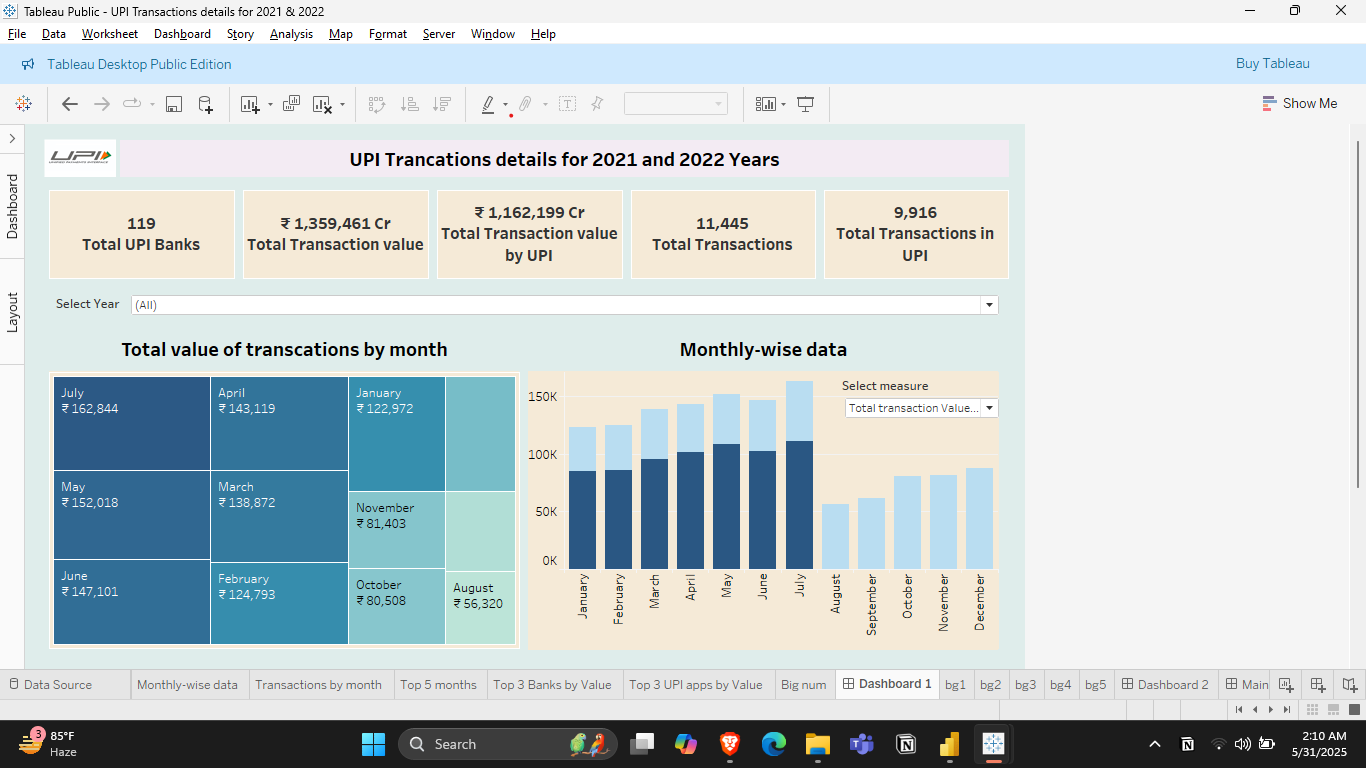 Tableau Public - UPI Transactions details for 2021 & 2022
File Data Worksheet Dashboard Story Analysis Map Format Server Window Help
Tableau Desktop Public Edition
Buy Tableau
Show Me
Dashboard
Layout
UPI
UPI Trancations details for 2021 and 2022 Years
119
Total UPI Banks
₹ 1,359,461 Cr
Total Transaction value
₹ 1,162,199 Cr
Total Transaction value
by UPI
11,445
Total Transactions
9,916
Total Transactions in
UPI
Select Year
(All)
Total value of transcations by month
July
₹ 162,844
May
₹ 152,018
June
₹ 147,101
April
₹ 143,119
March
₹ 138,872
February
₹ 124,793
January
₹ 122,972
November
₹ 81,403
October
₹ 80,508
August
₹ 56,320
Monthly-wise data
Select measure
Total transaction Value...
150K
100K
50K
0K
January
February
March
April
May
June
July
August
September
October
November
December
Data Source
Monthly-wise data
Transactions by month
Top 5 months
Top 3 Banks by Value
Top 3 UPI apps by Value
Big num
Dashboard 1
bg1
bg2
bg3
bg4
bg5
Dashboard 2
Main
3
85°F
Haze
Search
2:10 AM
5/31/2025